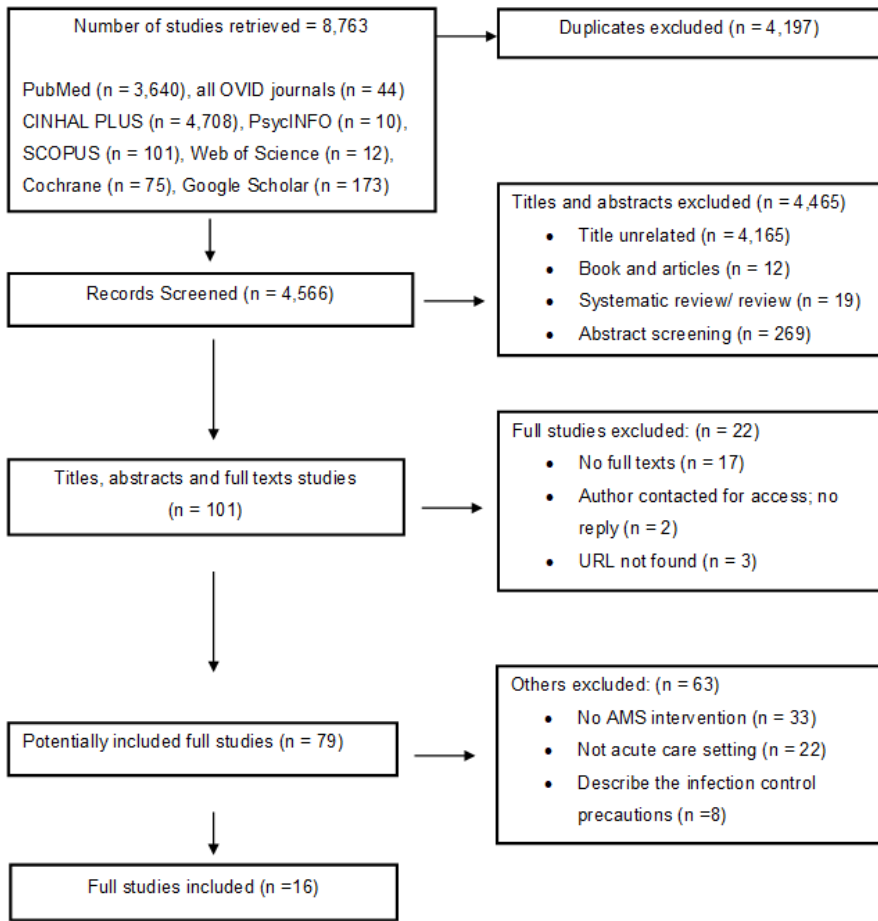 Number of studies retrieved = 8,763
PubMed (n = 3,640), all OVID journals (n = 44)
CINHAL PLUS (n = 4,708), PsycINFO (n = 10),
SCOPUS (n = 101), Web of Science (n = 12),
Cochrane (n = 75), Google Scholar (n = 173)
Duplicates excluded (n = 4,197)
Titles and abstracts excluded (n = 4,465)
• Title unrelated (n = 4,165)
• Book and articles (n = 12)
• Systematic review/ review (n = 19)
• Abstract screening (n = 269)
Records Screened (n = 4,566)
Full studies excluded: (n = 22)
• No full texts (n = 17)
• Author contacted for access; no
reply (n = 2)
• URL not found (n = 3)
Titles, abstracts and full texts studies
(n = 101)
Others excluded: (n = 63)
• No AMS intervention (n = 33)
• Not acute care setting (n = 22)
• Describe the infection control
precautions (n =8)
Potentially included full studies (n = 79)
Full studies included (n =16)